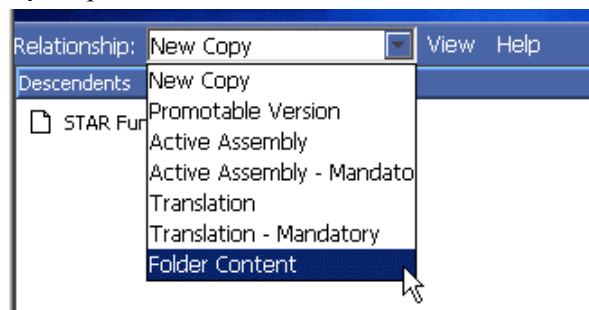 Relationship: New Copy View Help
Descendents New Copy
STAR Fun Promotable Version
Active Assembly
Active Assembly - Mandato
Translation
Translation - Mandatory
Folder Content